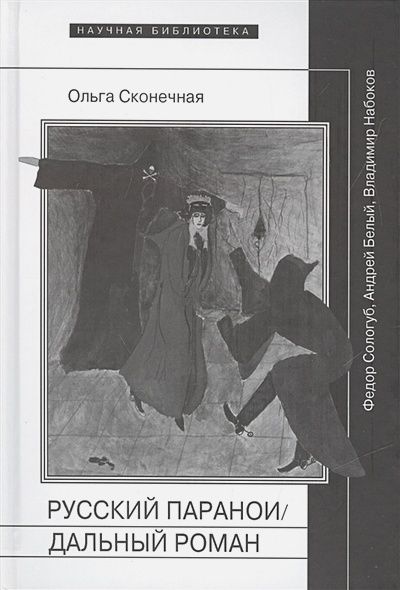 НАУЧНАЯ БИБЛИОТЕКА
Ольга Сконечная
Федор Сологуб, Андрей Белый, Владимир Набоков
РУССКИЙ ПАРАНОИ/
ДАЛЬНЫЙ РОМАН